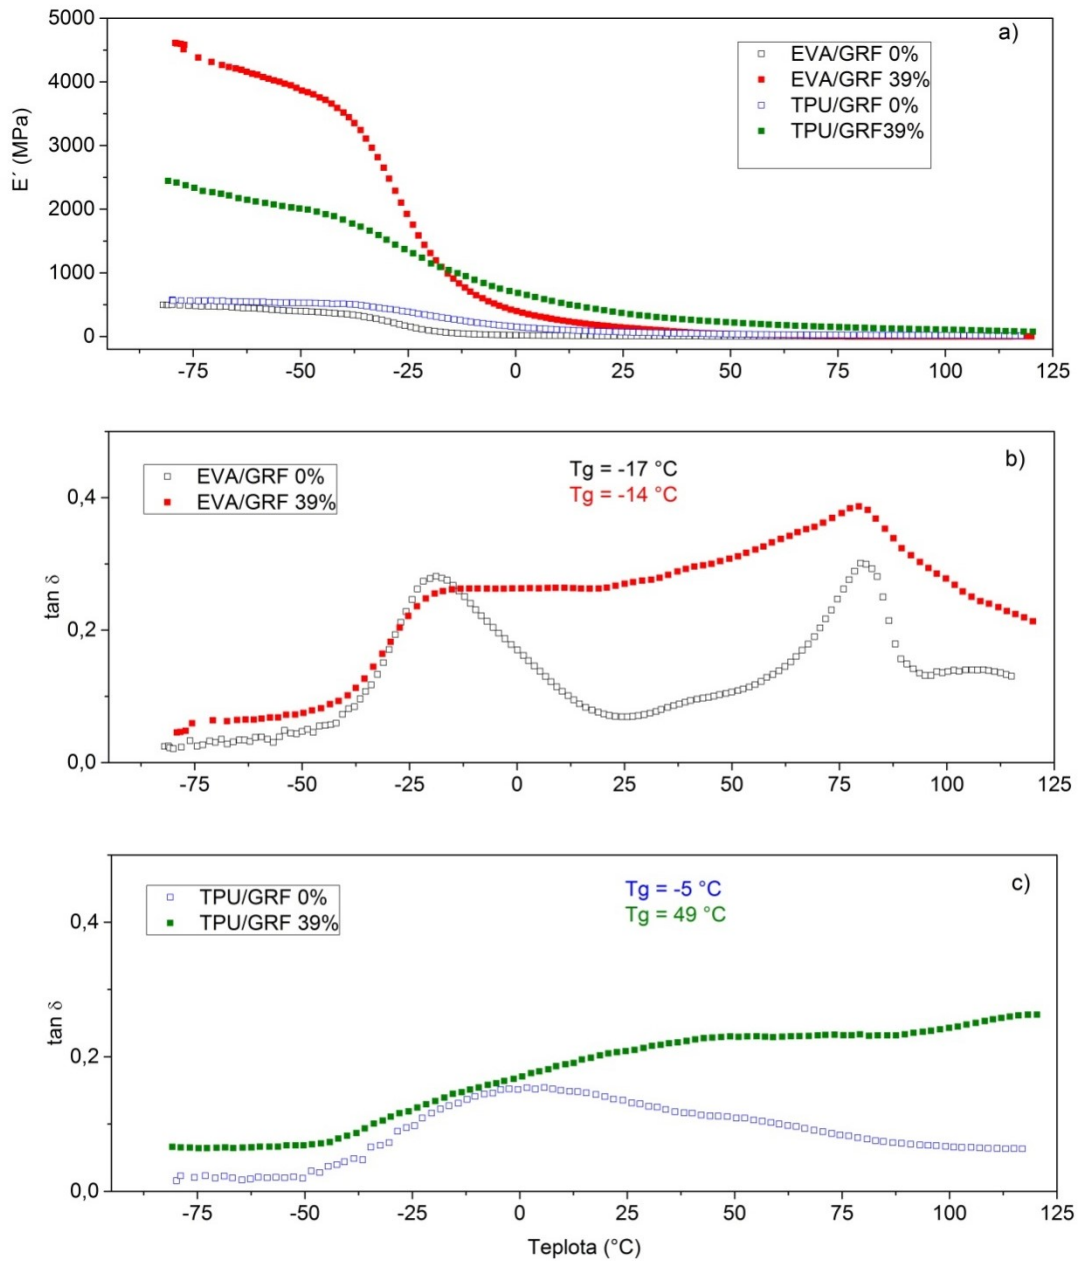 a)
5000
4000
3000
2000
1000
0
E´ (MPa)
EVA/GRF 0%
EVA/GRF 39%
TPU/GRF 0%
TPU/GRF39%
-75 -50 -25 0 25 50 75 100 125
b)
EVA/GRF 0%
EVA/GRF 39%
Tg = -17 °C
Tg = -14 °C
0,4
0,2
0,0
tan δ
-75 -50 -25 0 25 50 75 100 125
c)
TPU/GRF 0%
TPU/GRF 39%
Tg = -5 °C
Tg = 49 °C
0,4
0,2
0,0
tan δ
-75 -50 -25 0 25 50 75 100 125
Teplota (°C)